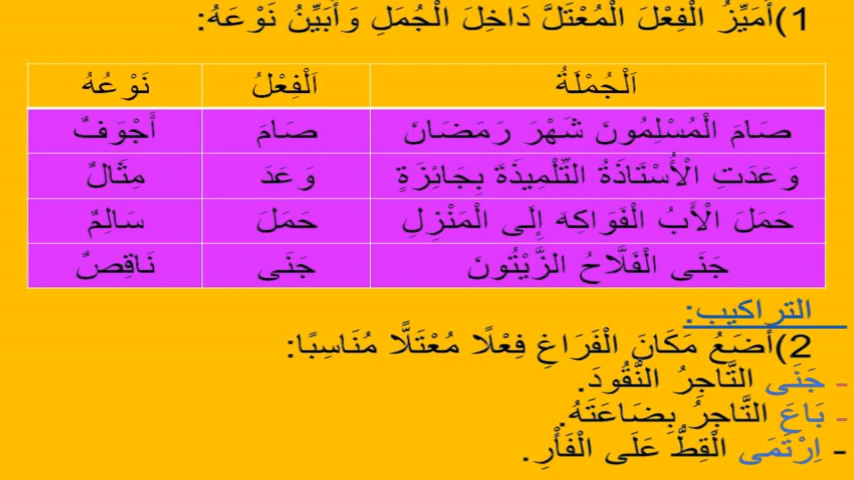 1)أُمَيِّزُ الْفِعْلَ الْمُعْتَلَّ دَاخِلَ الْجُمَلِ وَأُبَيِّنُ نَوْعَهُ:
اَلْجُمْلَةُ اَلْفِعْلُ نَوْعُهُ
صَامَ الْمُسْلِمُونَ شَهْرَ رَمَضَانَ صَامَ أَجْوَفٌ
وَعَدَتِ الْأُسْتَاذَةُ التِّلْمِيذَةَ بِجَائِزَةٍ وَعَدَ مِثَالٌ
حَمَلَ الْأَبُ الْفَوَاكِهَ إِلَى الْمَنْزِلِ حَمَلَ سَالِمٌ
جَنَى الْفَلَّاحُ الزَّيْتُونَ جَنَى نَاقِصٌ
التراكيب:
2)أَضَعُ مَكَانَ الْفَرَاغِ فِعْلًا مُعْتَلًّا مُنَاسِبًا:
- جَنَى التَّاجِرُ النُّقُودَ.
- بَاعَ التَّاجِرُ بِضَاعَتَهُ.
- اِرْتَمَى الْقِطُّ عَلَى الْفَأْرِ.